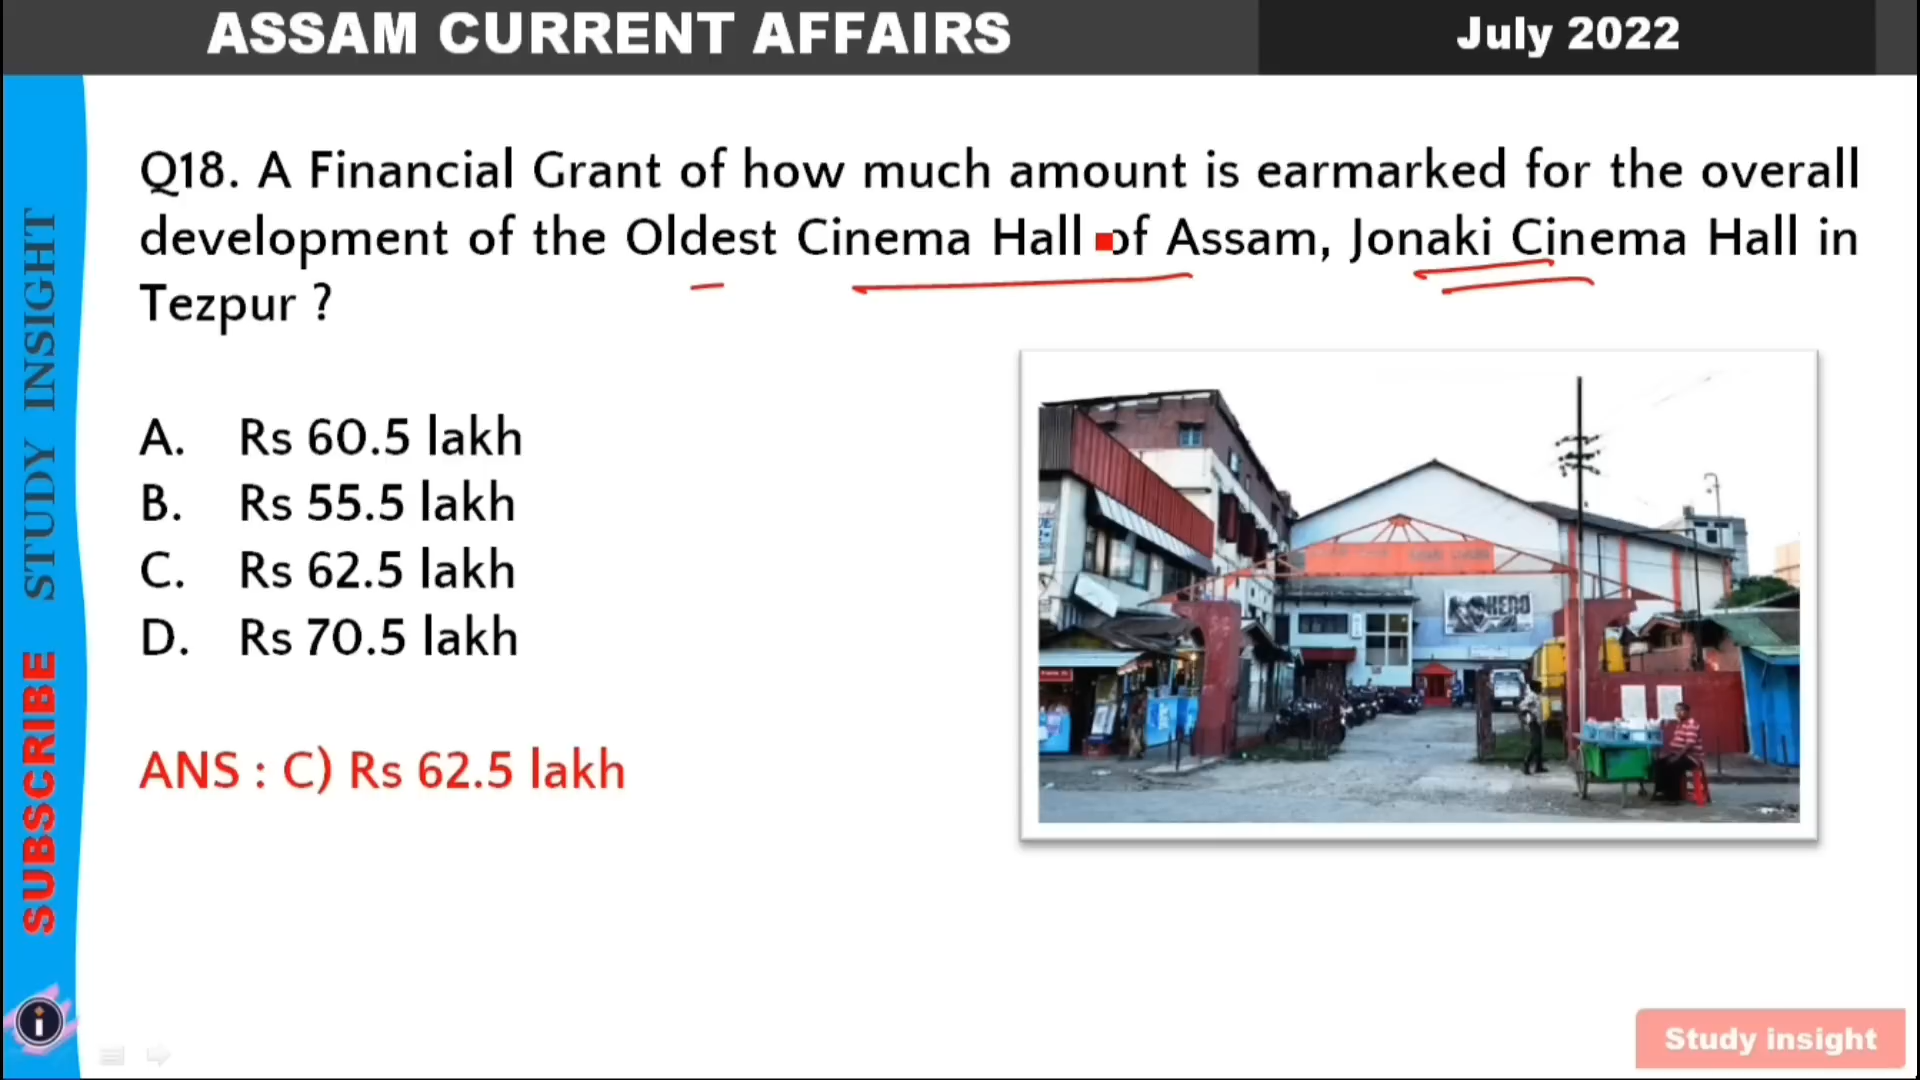 ASSAM CURRENT AFFAIRS
July 2022
Q18. A Financial Grant of how much amount is earmarked for the overall
development of the Oldest Cinema Hall of Assam, Jonaki Cinema Hall in
Tezpur ?
A. Rs 60.5 lakh
B. Rs 55.5 lakh
C. Rs 62.5 lakh
D. Rs 70.5 lakh
ANS : C) Rs 62.5 lakh
SUBSCRIBE STUDY INSIGHT
Study insight